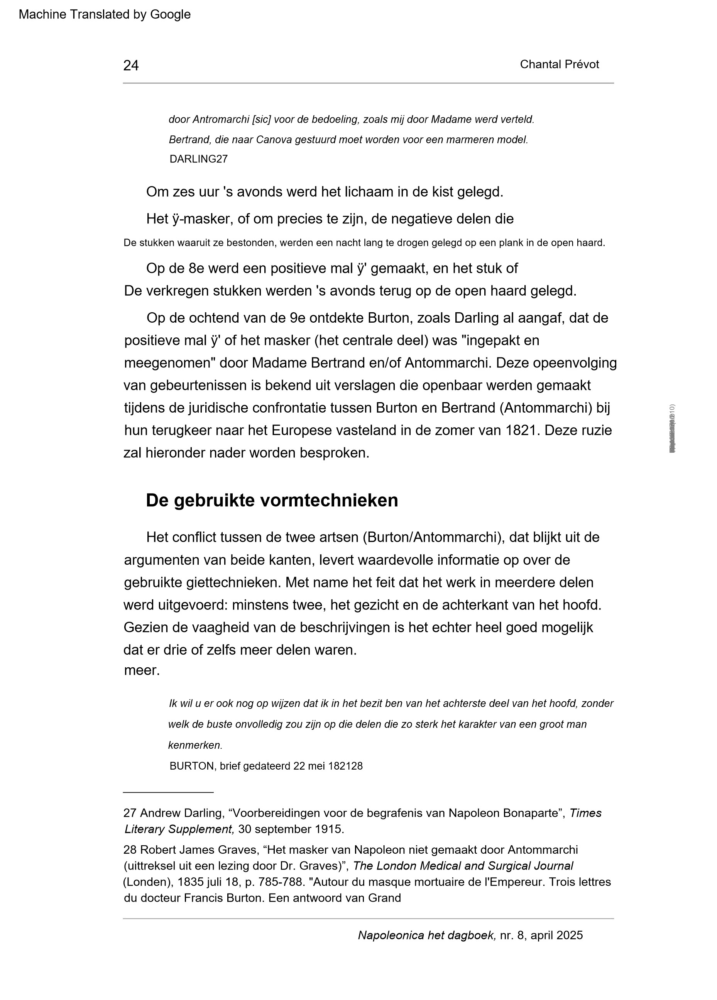 Machine Translated by Google
24
Chantal Prévot
door Antromarchi [sic] voor de bedoeling, zoals mij door Madame werd verteld.
Bertrand, die naar Canova gestuurd moet worden voor een marmeren model.
DARLING27
Om zes uur 's avonds werd het lichaam in de kist gelegd.
Het ÿ-masker, of om precies te zijn, de negatieve delen die
De stukken waaruit ze bestonden, werden een nacht lang te drogen gelegd op een plank in de open haard.
Op de 8e werd een positieve mal ÿ' gemaakt, en het stuk of
De verkregen stukken werden 's avonds terug op de open haard gelegd.
Op de ochtend van de 9e ontdekte Burton, zoals Darling al aangaf, dat de
positieve mal ÿ' of het masker (het centrale deel) was "ingepakt en
meegenomen" door Madame Bertrand en/of Antommarchi. Deze opeenvolging
van gebeurtenissen is bekend uit verslagen die openbaar werden gemaakt
tijdens de juridische confrontatie tussen Burton en Bertrand (Antommarchi) bij
hun terugkeer naar het Europese vasteland in de zomer van 1821. Deze ruzie
zal hieronder nader worden besproken.
De gebruikte vormtechnieken
Het conflict tussen de twee artsen (Burton/Antommarchi), dat blijkt uit de
argumenten van beide kanten, levert waardevolle informatie op over de
gebruikte giettechnieken. Met name het feit dat het werk in meerdere delen
werd uitgevoerd: minstens twee, het gezicht en de achterkant van het hoofd.
Gezien de vaagheid van de beschrijvingen is het echter heel goed mogelijk
dat er drie of zelfs meer delen waren.
meer.
Ik wil u er ook nog op wijzen dat ik in het bezit ben van het achterste deel van het hoofd, zonder
welk de buste onvolledig zou zijn op die delen die zo sterk het karakter van een groot man
kenmerken.
BURTON, brief gedateerd 22 mei 182128
27 Andrew Darling, “Voorbereidingen voor de begrafenis van Napoleon Bonaparte”, Times
Literary Supplement, 30 september 1915.
28 Robert James Graves, “Het masker van Napoleon niet gemaakt door Antommarchi
(uittreksel uit een lezing door Dr. Graves)”, The London Medical and Surgical Journal
(Londen), 1835 juli 18, p. 785-788. "Autour du masque mortuaire de l'Empereur. Trois lettres
du docteur Francis Burton. Een antwoord van Grand
Napoleonica het dagboek, nr. 8, april 2025